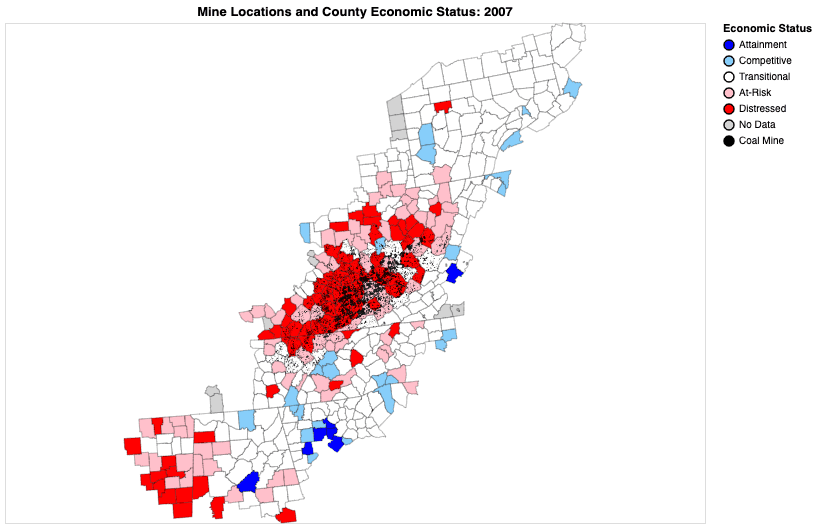 Mine Locations and County Economic Status: 2007
Economic Status
Attainment
Competitive
Transitional
At-Risk
Distressed
No Data
Coal Mine